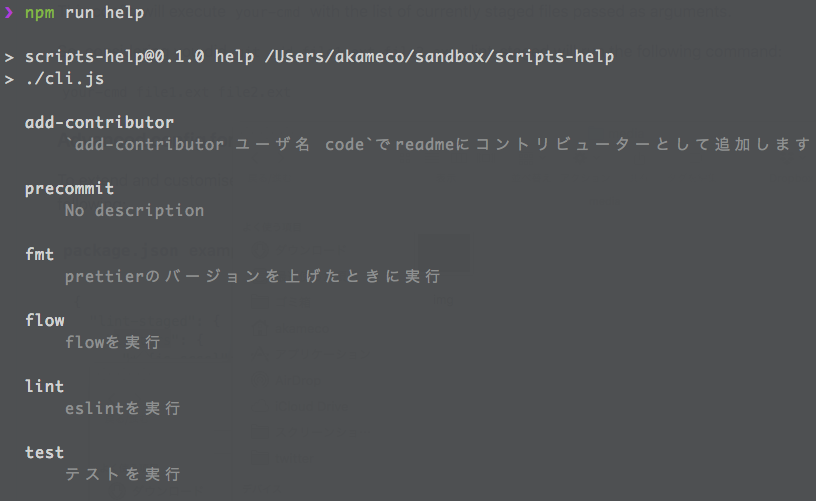 ❯ npm run help
> scripts-help@0.1.0 help /Users/akameco/sandbox/scripts-help
> ./cli.js
add-contributor
`add-contributor ユーザ名 code`でreadmeにコントリビューターとして追加します
precommit
No description
fmt
prettierのバージョンを上げたときに実行
flow
flowを実行
lint
eslintを実行
test
テストを実行